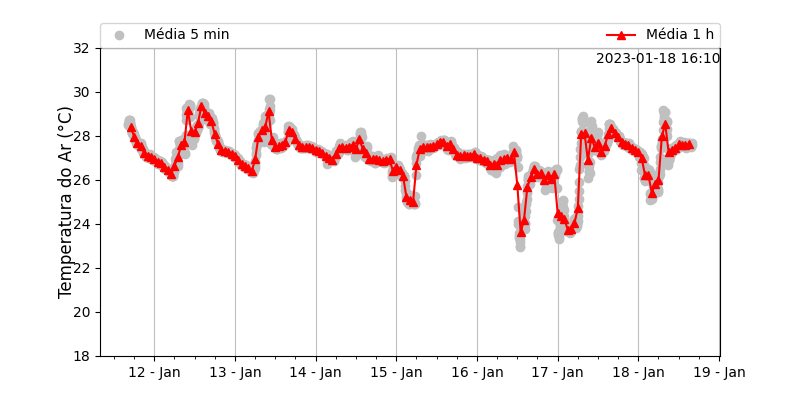 Média 5 min
Média 1 h
2023-01-18 16:10
Temperatura do Ar (°C)
32
30
28
26
24
22
20
18
12 - Jan
13 - Jan
14 - Jan
15 - Jan
16 - Jan
17 - Jan
18 - Jan
19 - Jan